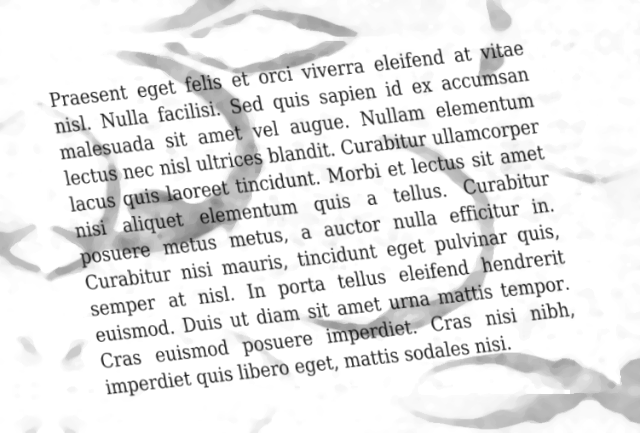 Praesent eget felis et orci viverra eleifend at vitae
nisl. Nulla facilisi. Sed quis sapien id ex accumsan
malesuada sit amet vel augue. Nullam elementum
lectus nec nisl ultrices blandit. Curabitur ullamcorper
lacus quis laoreet tincidunt. Morbi et lectus sit amet
nisi aliquet elementum quis a tellus. Curabitur
posuere metus metus, a auctor nulla efficitur in.
Curabitur nisi mauris, tincidunt eget pulvinar quis,
semper at nisl. In porta tellus eleifend hendrerit
euismod. Duis ut diam sit amet urna mattis tempor.
Cras euismod posuere imperdiet. Cras nisi nibh,
imperdiet quis libero eget, mattis sodales nisi.